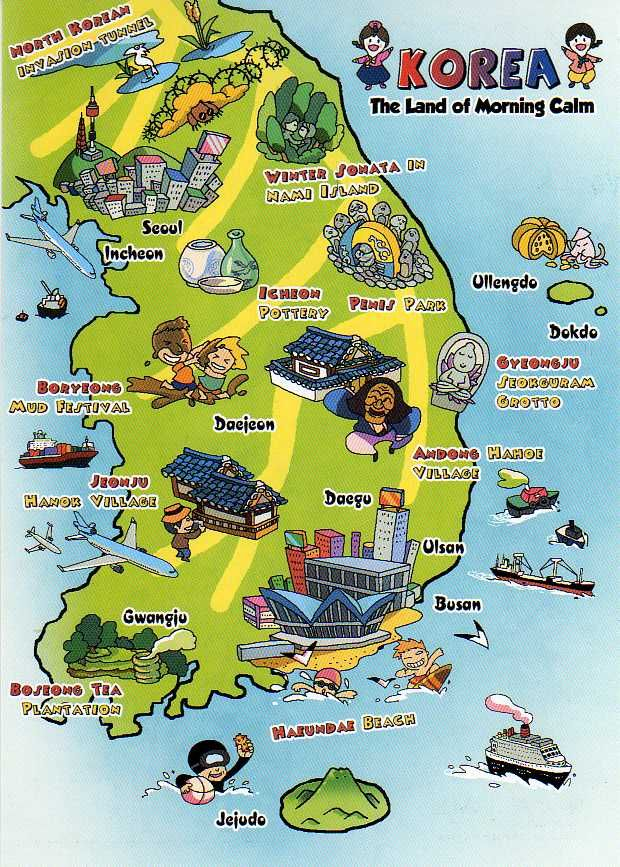 NORTH KOREAN
INVASION TUNNEL
KOREA
The Land of Morning Calm
WINTER SONATA IN
NAMI ISLAND
Seoul
Incheon
ICHEON
POTTERY
PENIS PARK
Ullengdo
Dokdo
GYEONGJU
SEOKGURAM
GROTTO
BORYEONG
MUD FESTIVAL
Daejeon
ANDONG HAHOE
VILLAGE
JEONJU
HANOK VILLAGE
Daegu
Ulsan
Busan
Gwangju
BOSEONG TEA
PLANTATION
HAEUNDAE BEACH
Jejudo